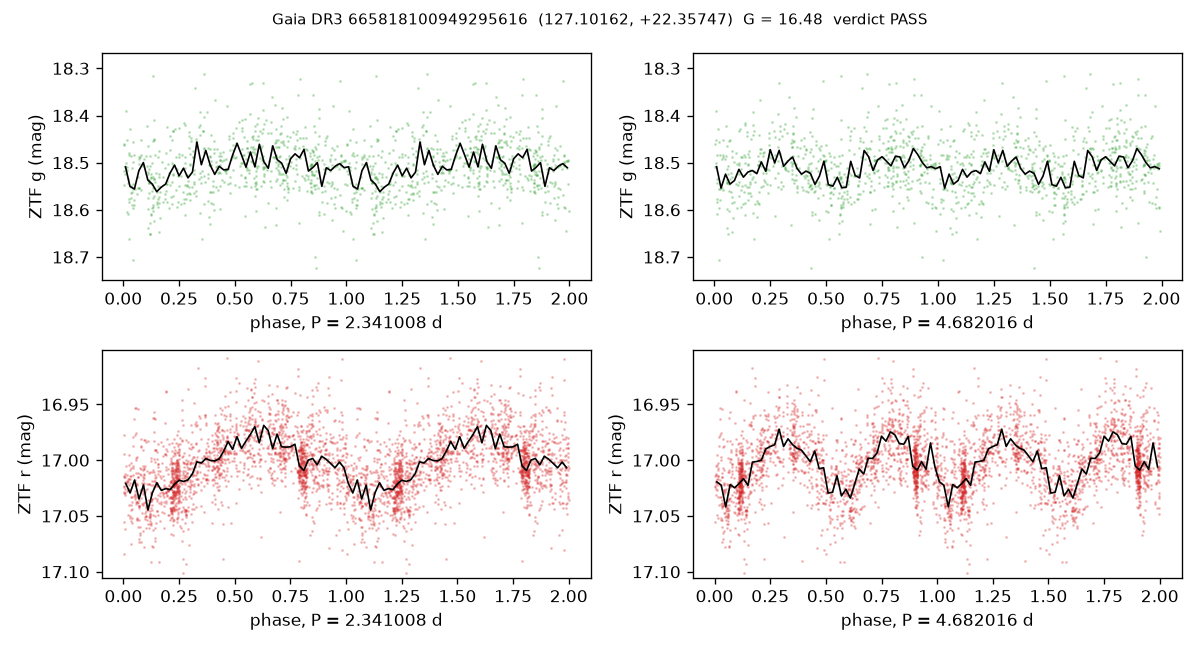 Gaia DR3 665818100949295616  (127.10162, +22.35747)  G = 16.48  verdict PASS
ZTF g (mag)
18.3
18.4
18.5
18.6
18.7
0.00 0.25 0.50 0.75 1.00 1.25 1.50 1.75 2.00
phase, P = 2.341008 d
ZTF g (mag)
18.3
18.4
18.5
18.6
18.7
0.00 0.25 0.50 0.75 1.00 1.25 1.50 1.75 2.00
phase, P = 4.682016 d
ZTF r (mag)
16.95
17.00
17.05
17.10
0.00 0.25 0.50 0.75 1.00 1.25 1.50 1.75 2.00
phase, P = 2.341008 d
ZTF r (mag)
16.95
17.00
17.05
17.10
0.00 0.25 0.50 0.75 1.00 1.25 1.50 1.75 2.00
phase, P = 4.682016 d